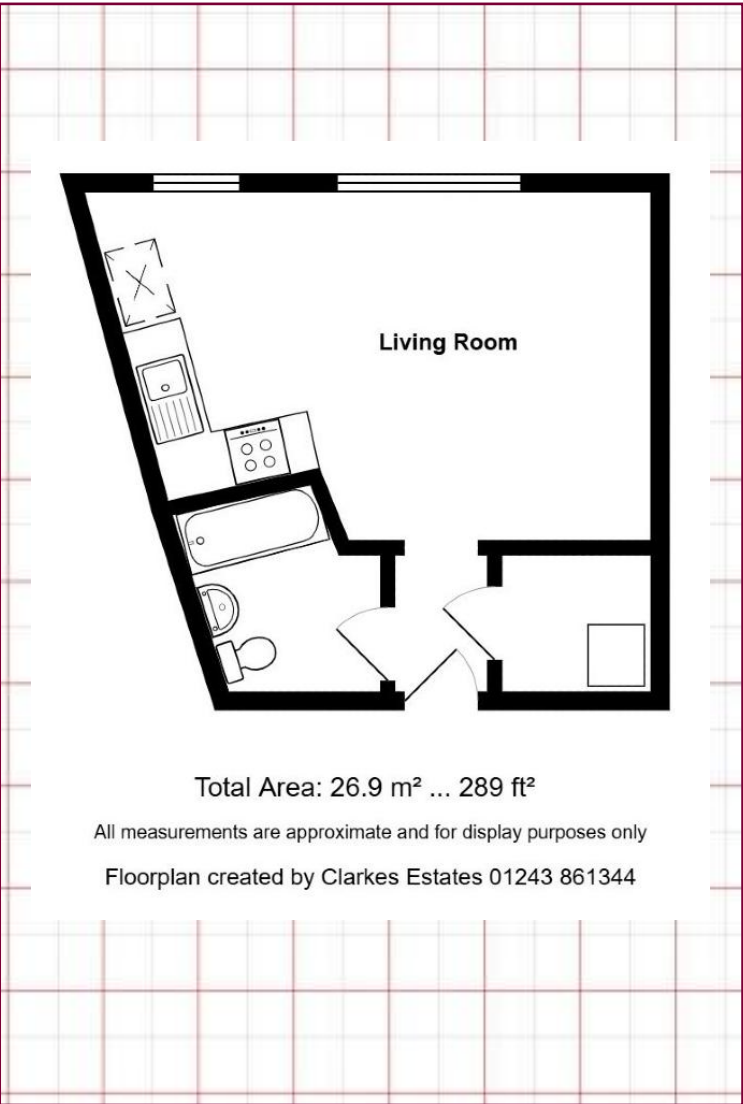 Living Room
Total Area: 26.9 m² ... 289 ft²
All measurements are approximate and for display purposes only
Floorplan created by Clarkes Estates 01243 861344